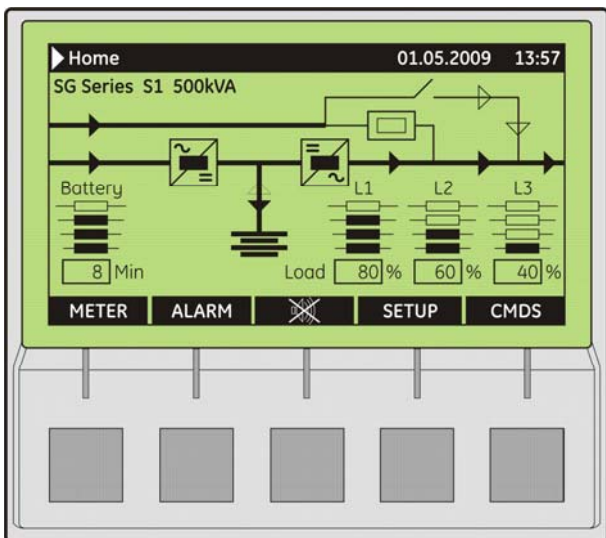 Home 01.05.2009 13:57
SG Series S1 500kVA
Battery L1 L2 L3
8 Min Load 80 % 60 % 40 %
METER ALARM SETUP CMDS